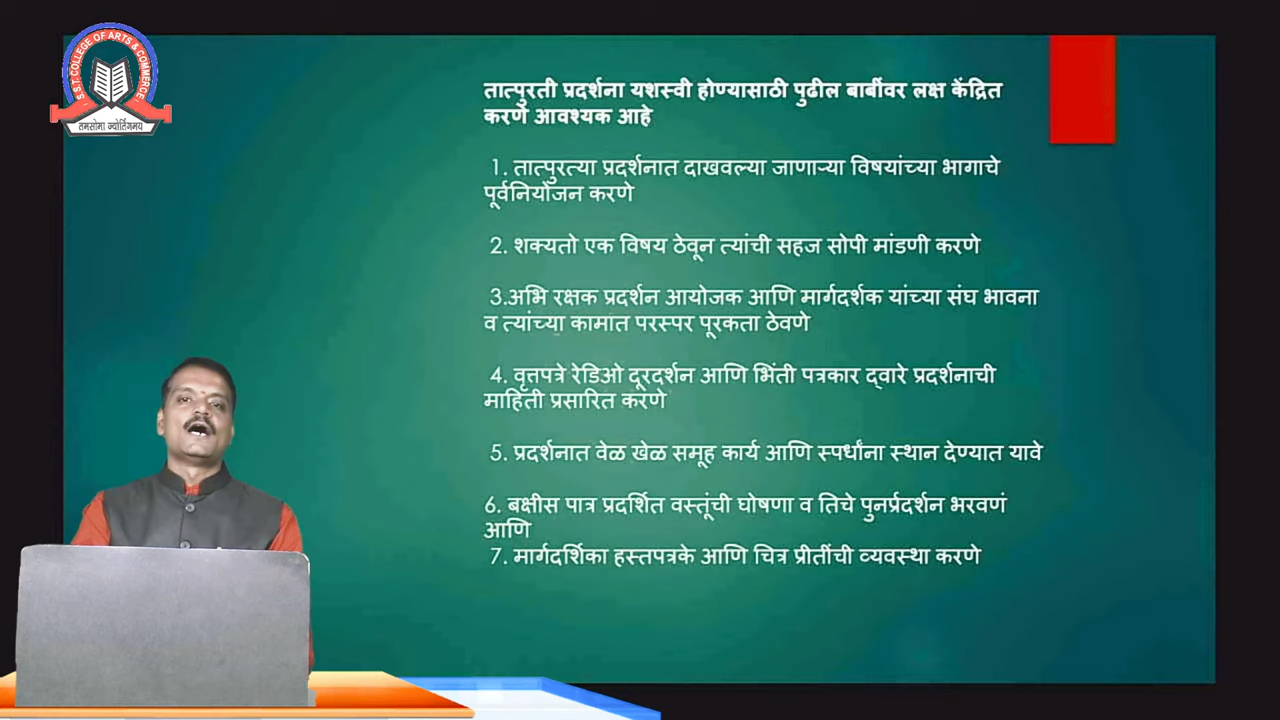 S.S.T. COLLEGE OF ARTS & COMMERCE
तमसोमा ज्योर्तिगमय
तात्पुरती प्रदर्शना यशस्वी होण्यासाठी पुढील बाबींवर लक्ष केंद्रित
करणे आवश्यक आहे
1. तात्पुरत्या प्रदर्शनात दाखवल्या जाणाऱ्या विषयांच्या भागाचे
पूर्वनियोजन करणे
2. शक्यतो एक विषय ठेवून त्यांची सहज सोपी मांडणी करणे
3.अभि रक्षक प्रदर्शन आयोजक आणि मार्गदर्शक यांच्या संघ भावना
व त्यांच्या कामांत परस्पर पूरकता ठेवणे
4. वृत्तपत्रे रेडिओ दूरदर्शन आणि भिंती पत्रकार द्वारे प्रदर्शनाची
माहिती प्रसारित करणे
5. प्रदर्शनात वेळ खेळ समूह कार्य आणि स्पर्धांना स्थान देण्यात यावे
6. बक्षीस पात्र प्रदर्शित वस्तूंची घोषणा व तिचे पुनर्प्रदर्शन भरवणं
आणि
7. मार्गदर्शिका हस्तपत्रके आणि चित्र प्रीतींची व्यवस्था करणे